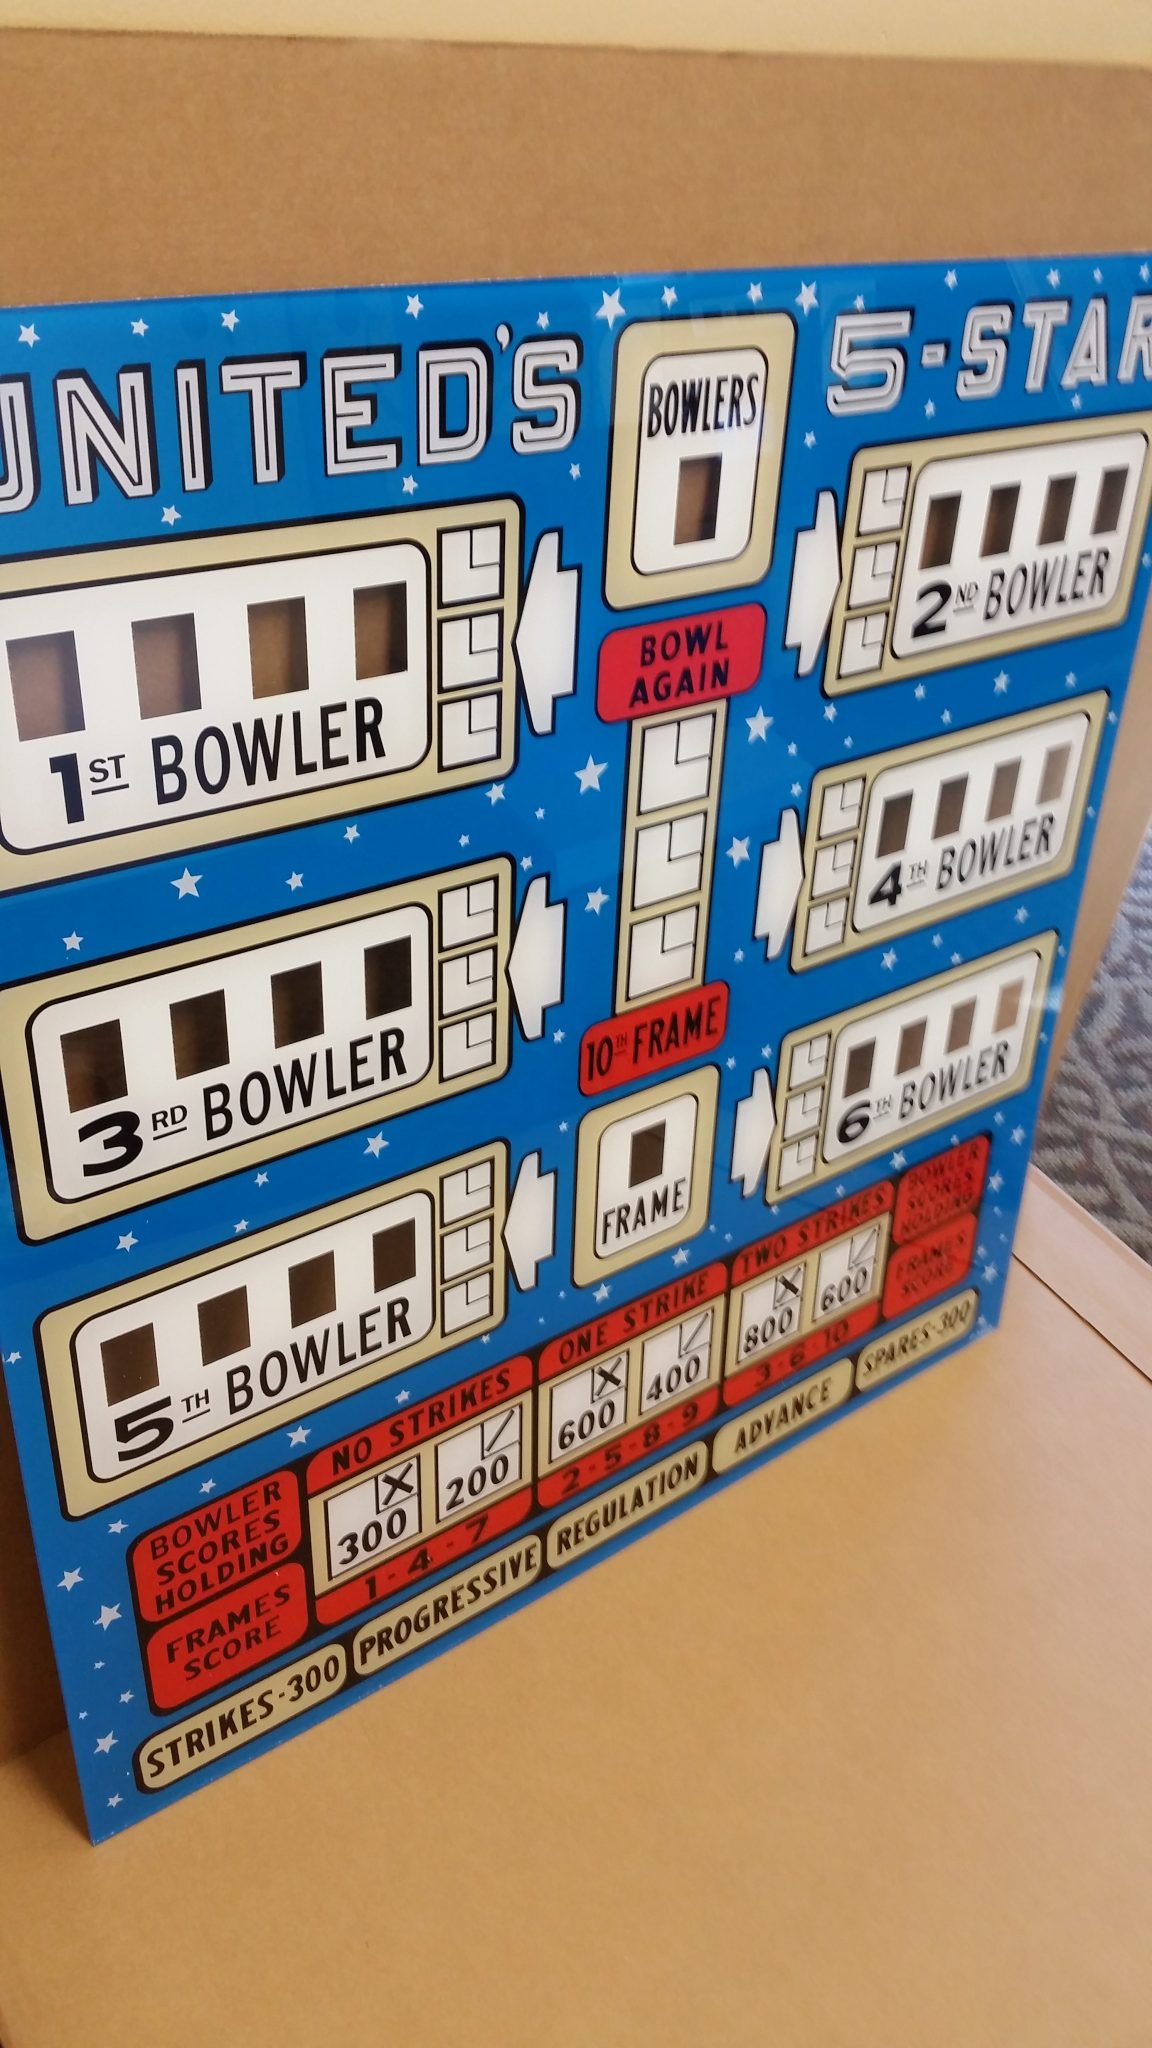 UNITED'S
5-STAR
BOWLERS
1ST BOWLER
2ND BOWLER
BOWL
AGAIN
3RD BOWLER
4TH BOWLER
10TH FRAME
5TH BOWLER
6TH BOWLER
FRAME
BOWLER
SCORES
HOLDING
NO STRIKES
X
300
200
ONE STRIKE
X
600
400
TWO STRIKES
X
800
600
BOWLER
SCORES
HOLDING
FRAMES
SCORE
1-4-7
2-5-8-9
3-6-10
FRAMES
SCORE
STRIKES-300
PROGRESSIVE
REGULATION
ADVANCE
SPARES-300